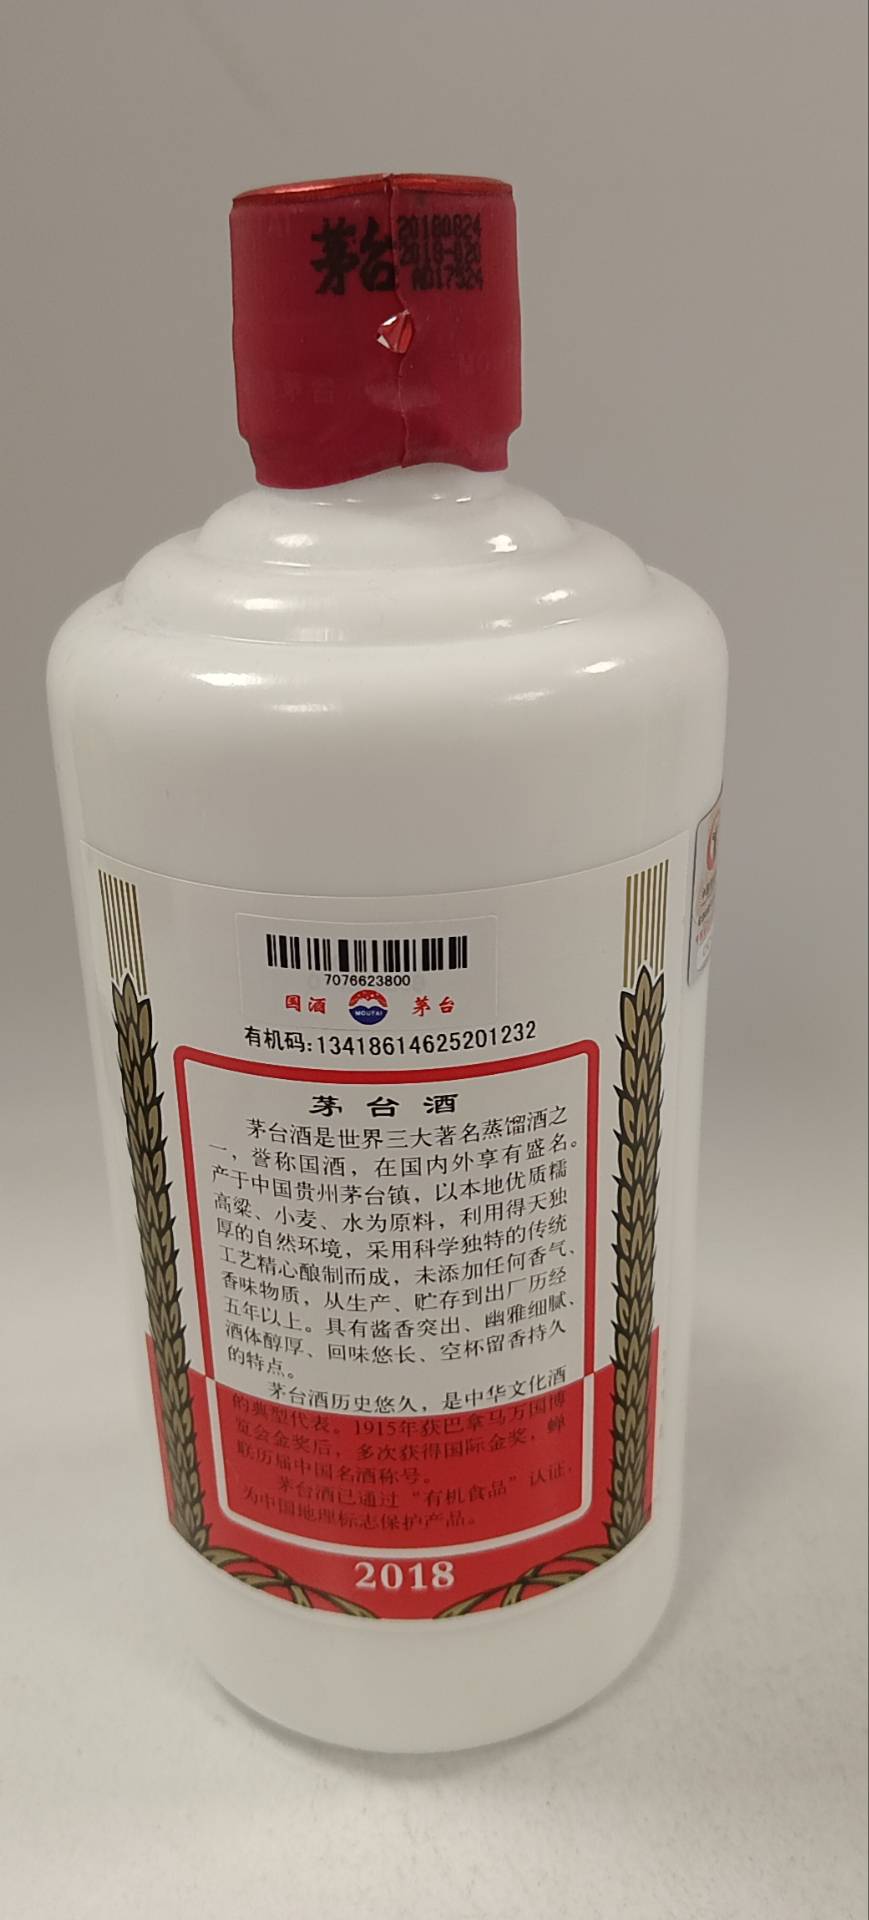 茅台
20180824
2018-020
7076623800
国酒 MOUTAI 茅台
有机码:13418614625201232
茅台酒
茅台酒是世界三大著名蒸馏酒之
一，誉称国酒，在国内外享有盛名。
产于中国贵州茅台镇，以本地优质糯
高粱、小麦、水为原料，利用得天独
厚的自然环境，采用科学独特的传统
工艺精心酿制而成，未添加任何香气、
香味物质，从生产、贮存到出厂历经
五年以上。具有酱香突出、幽雅细腻、
酒体醇厚、回味悠长、空杯留香持久
的特点。
茅台酒历史悠久，是中华文化酒
的典型代表。1915年获巴拿马万国博
览会金奖后，多次获得国际金奖，蝉
联历届中国名酒称号。
茅台酒已通过“有机食品”认证，
为中国地理标志保护产品。
2018